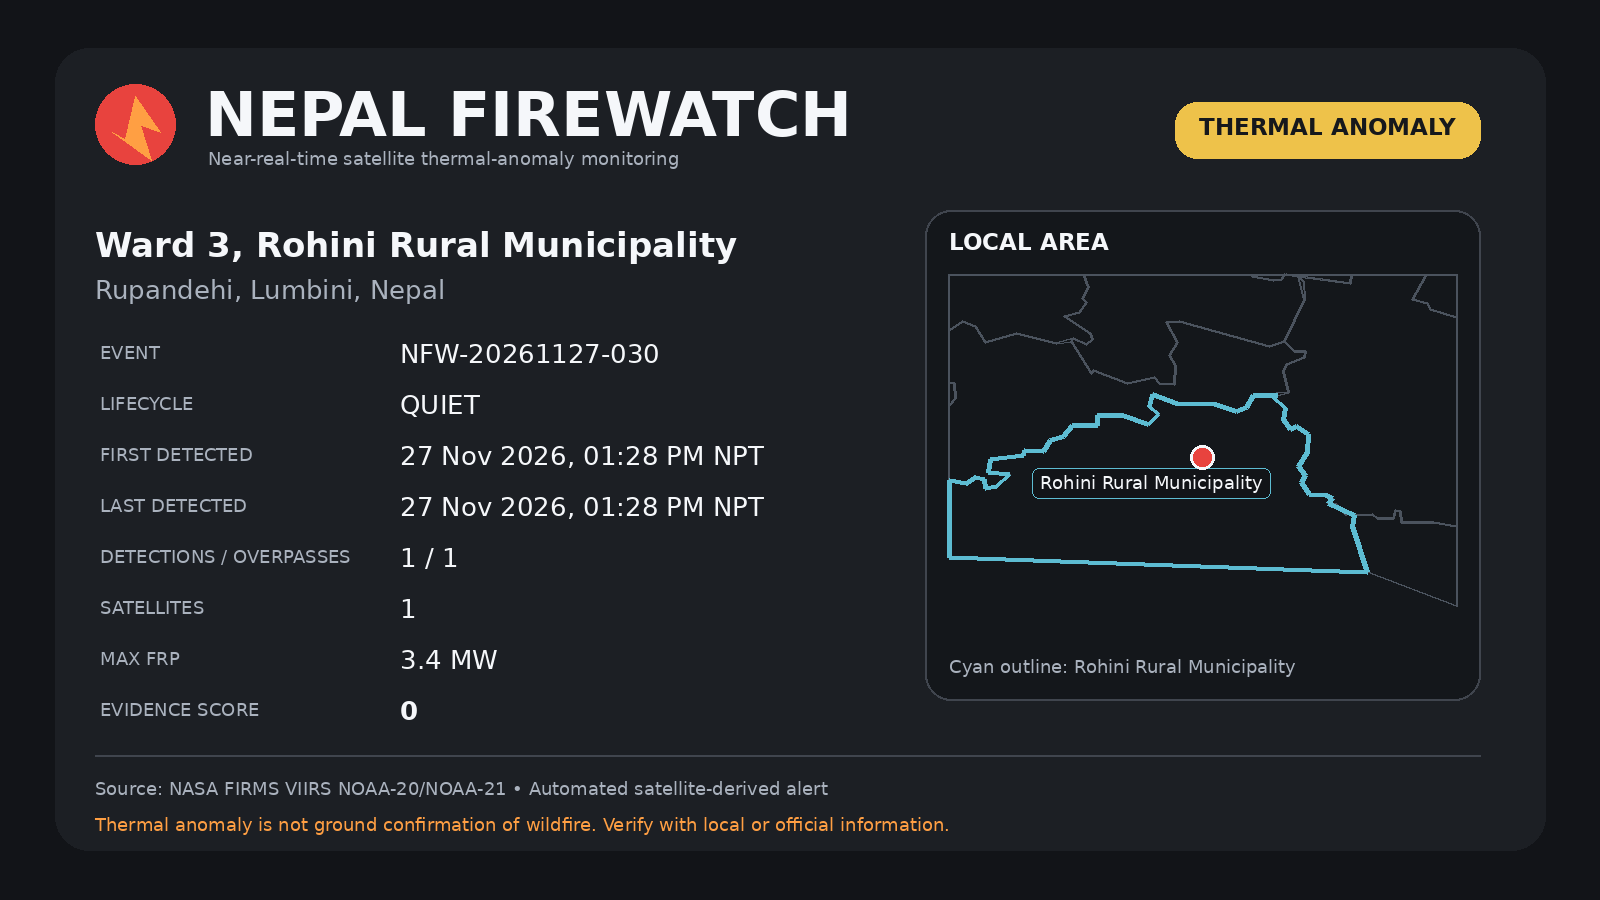 NEPAL FIREWATCH
Near-real-time satellite thermal-anomaly monitoring
THERMAL ANOMALY
Ward 3, Rohini Rural Municipality
Rupandehi, Lumbini, Nepal
EVENT NFW-20261127-030
LIFECYCLE QUIET
FIRST DETECTED 27 Nov 2026, 01:28 PM NPT
LAST DETECTED 27 Nov 2026, 01:28 PM NPT
DETECTIONS / OVERPASSES 1 / 1
SATELLITES 1
MAX FRP 3.4 MW
EVIDENCE SCORE 0
LOCAL AREA
Rohini Rural Municipality
Cyan outline: Rohini Rural Municipality
Source: NASA FIRMS VIIRS NOAA-20/NOAA-21 • Automated satellite-derived alert
Thermal anomaly is not ground confirmation of wildfire. Verify with local or official information.